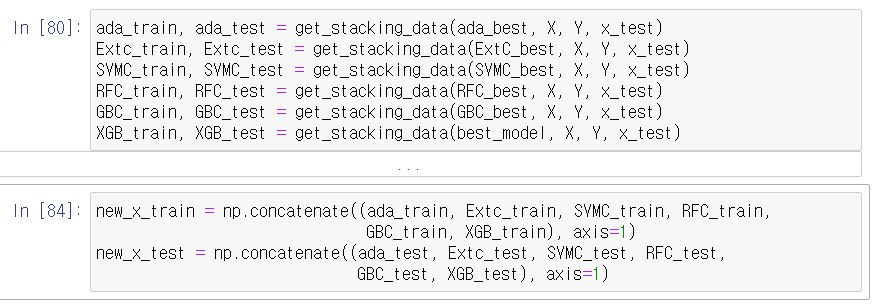 In [80]: ada_train, ada_test = get_stacking_data(ada_best, X, Y, x_test)
Extc_train, Extc_test = get_stacking_data(ExtC_best, X, Y, x_test)
SVMC_train, SVMC_test = get_stacking_data(SVMC_best, X, Y, x_test)
RFC_train, RFC_test = get_stacking_data(RFC_best, X, Y, x_test)
GBC_train, GBC_test = get_stacking_data(GBC_best, X, Y, x_test)
XGB_train, XGB_test = get_stacking_data(best_model, X, Y, x_test)
...
In [84]: new_x_train = np.concatenate((ada_train, Extc_train, SVMC_train, RFC_train,
GBC_train, XGB_train), axis=1)
new_x_test = np.concatenate((ada_test, Extc_test, SVMC_test, RFC_test,
GBC_test, XGB_test), axis=1)